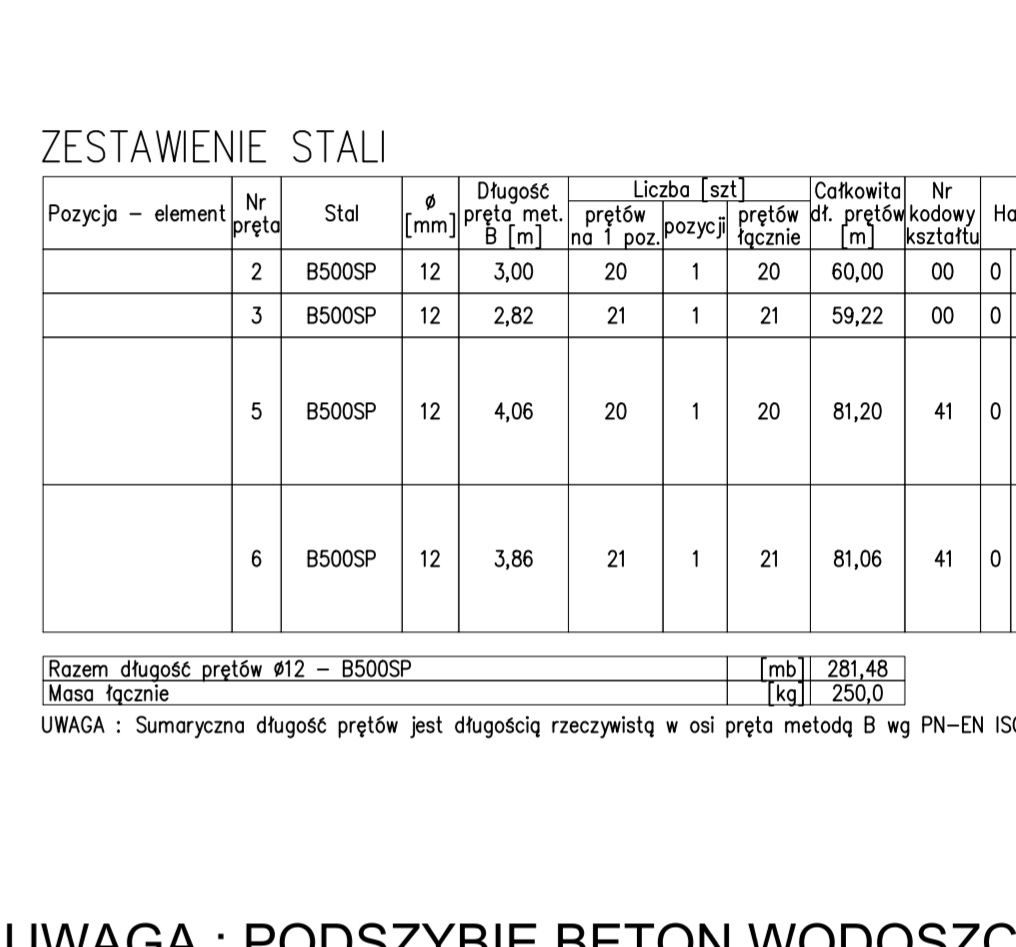 ZESTAWIENIE STALI
Pozycja – element Nr pręta Stal ø [mm] Długość pręta met. B [m] Liczba [szt] prętów na 1 poz. pozycji prętów łącznie Całkowita dł. prętów [m] Nr kodowy kształtu
2 B500SP 12 3,00 20 1 20 60,00 00 0
3 B500SP 12 2,82 21 1 21 59,22 00 0
5 B500SP 12 4,06 20 1 20 81,20 41 0
6 B500SP 12 3,86 21 1 21 81,06 41 0
Razem długość prętów ø12 – B500SP [mb] 281,48
Masa łącznie [kg] 250,0
UWAGA : Sumaryczna długość prętów jest długością rzeczywistą w osi pręta metodą B wg PN–EN
UWAGA : PODSZYBIE BETON